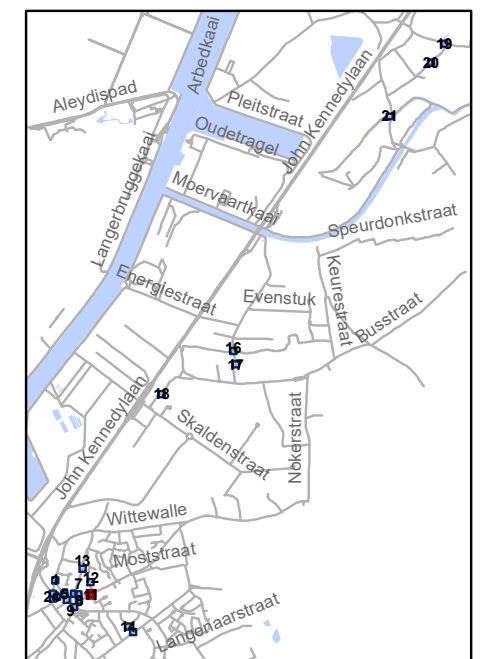 Arbedkaai
19
20
Aleydispad
Pleitstraat
John Kennedylaan
21
Oudetragel
Langerbruggekaai
Moervaartkaai
Speurdonkstraat
Energiestraat
Evenstuk
Keurestraat
Busstraat
16
17
John Kennedylaan
18
Skaldenstraat
Nokerstraat
Wittewalle
Moststraat
13
12
7
11
9
Langenaarstraat
14